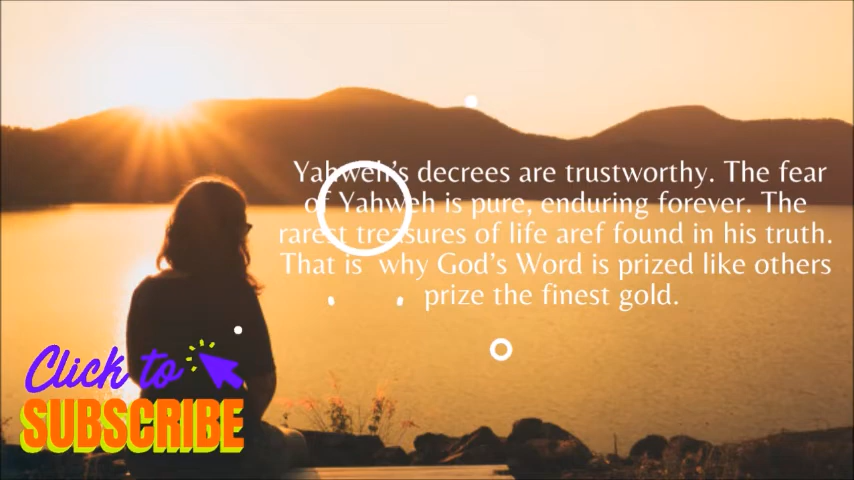 Yahweh's decrees are trustworthy. The fear
of Yahweh is pure, enduring forever. The
rarest treasures of life aref found in his truth.
That is  why God's Word is prized like others
prize the finest gold.
Click to
SUBSCRIBE